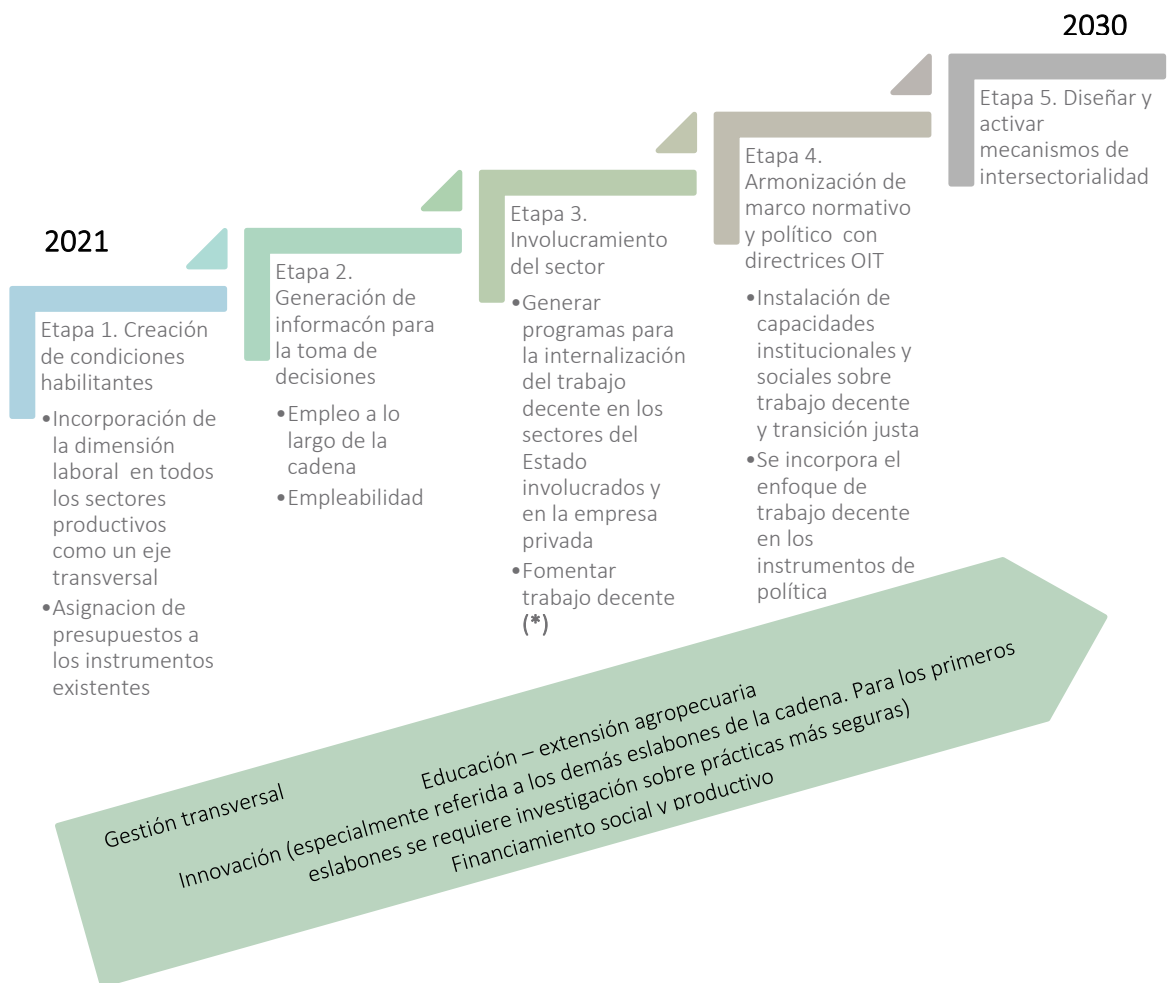 2021
Etapa 1. Creación
de condiciones
habilitantes
•Incorporación de
la dimensión
laboral en todos
los sectores
productivos
como un eje
transversal
•Asignacion de
presupuestos a
los instrumentos
existentes
Etapa 2.
Generación de
informacón para
la toma de
decisiones
•Empleo a lo
largo de la
cadena
•Empleabilidad
Etapa 3.
Involucramiento
del sector
•Generar
programas para
la internalización
del trabajo
decente en los
sectores del
Estado
involucrados y
en la empresa
privada
•Fomentar
trabajo decente
(*)
Etapa 4.
Armonización de
marco normativo
y político con
directrices OIT
•Instalación de
capacidades
institucionales y
sociales sobre
trabajo decente
y transición justa
•Se incorpora el
enfoque de
trabajo decente
en los
instrumentos de
política
2030
Etapa 5. Diseñar y
activar
mecanismos de
intersectorialidad
Gestión transversal
Educación – extensión agropecuaria
Innovación (especialmente referida a los demás eslabones de la cadena. Para los primeros
eslabones se requiere investigación sobre prácticas más seguras)
Financiamiento social y productivo